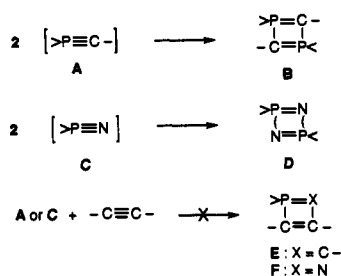 2 [>P≡C–] >P=C–
–C=P<
A B
2 [>P≡N] >P=N
N=P<
C D
A or C + –C≡C– X >P=X
–C=C–
E : X = C–
F : X = N